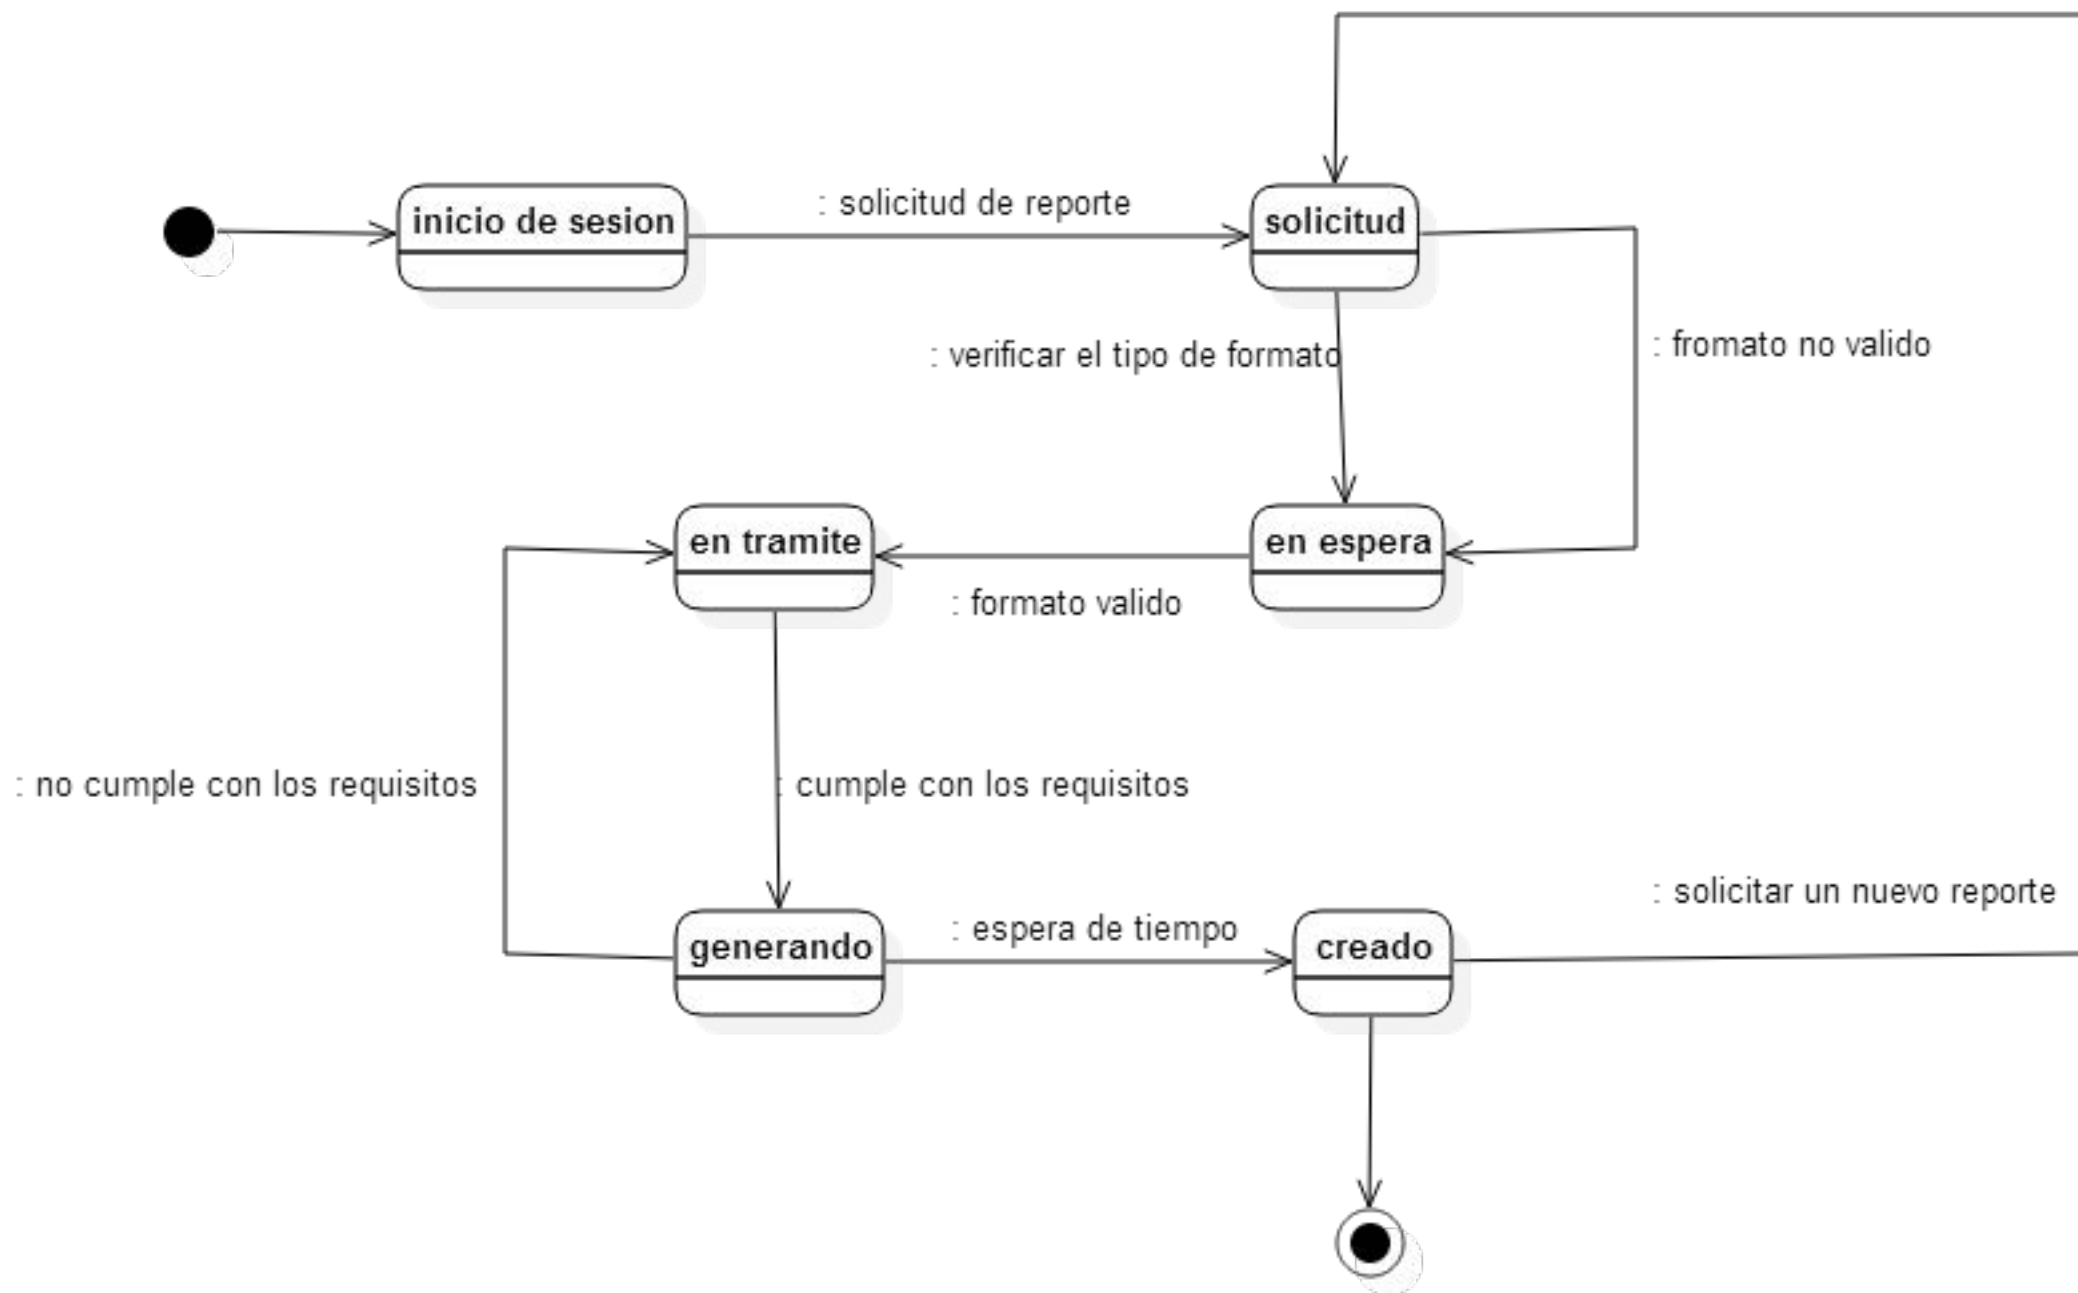 : solicitud de reporte
inicio de sesion
solicitud
: verificar el tipo de formato
: fromato no valido
en tramite
en espera
: formato valido
: no cumple con los requisitos
: cumple con los requisitos
: solicitar un nuevo reporte
generando
: espera de tiempo
creado